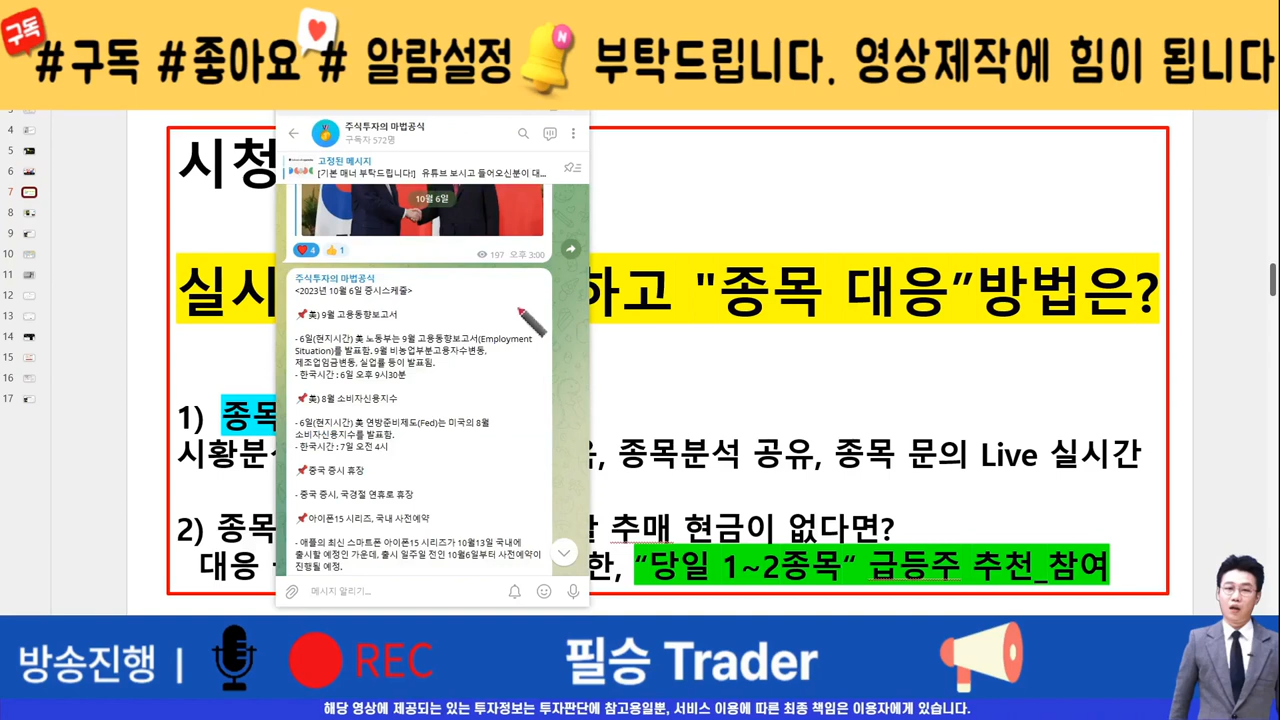 구독
#구독 #좋아요 # 알람설정 N 부탁드립니다. 영상제작에 힘이 됩니다
4
5
6
7
8
9
10
11
12
13
14
15
16
17
시청
실시
하고 "종목 대응"방법은?
1) 종목
시황분석
, 종목분석 공유, 종목 문의 Live 실시간
2) 종목
추매 현금이 없다면?
대응
한, “당일 1~2종목“ 급등주 추천_참여
주식투자의 마법공식
구독자 572명
고정된 메시지
[기본 매너 부탁드립니다!] 유튜브 보시고 들어오신분이 대...
10월 6일
4 1
197 오후 3:00
주식투자의 마법공식
<2023년 10월 6일 증시스케줄>
美) 9월 고용동향보고서
- 6일(현지시간) 美 노동부는 9월 고용동향보고서(Employment
Situation)를 발표함. 9월 비농업부분고용자수변동,
제조업임금변동, 실업률 등이 발표됨.
- 한국시간 : 6일 오후 9시30분
美) 8월 소비자신용지수
- 6일(현지시간) 美 연방준비제도(Fed)는 미국의 8월
소비자신용지수를 발표함.
- 한국시간 : 7일 오전 4시
중국 증시 휴장
- 중국 증시, 국경절 연휴로 휴장
아이폰15 시리즈, 국내 사전예약
- 애플의 최신 스마트폰 아이폰15 시리즈가 10월13일 국내에
출시할 예정인 가운데, 출시 일주일 전인 10월6일부터 사전예약이
진행될 예정.
메시지 알리기...
방송진행 | REC 필승 Trader
해당 영상에 제공되는 있는 투자정보는 투자판단에 참고용일뿐, 서비스 이용에 따른 최종 책임은 이용자에게 있습니다.